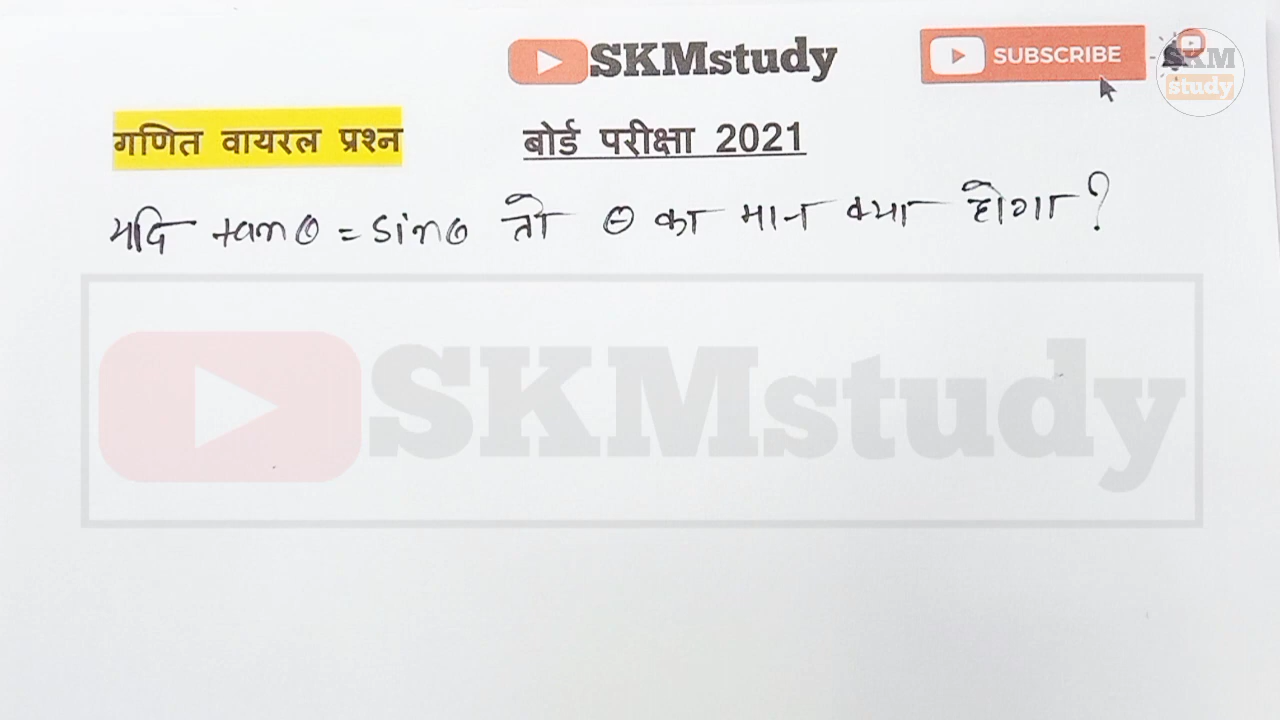 SKMstudy
SUBSCRIBE
SKM
study
गणित वायरल प्रश्न
बोर्ड परीक्षा 2021
यदि tanθ = sinθ तो θ का मान क्या होगा?
SKMstudy